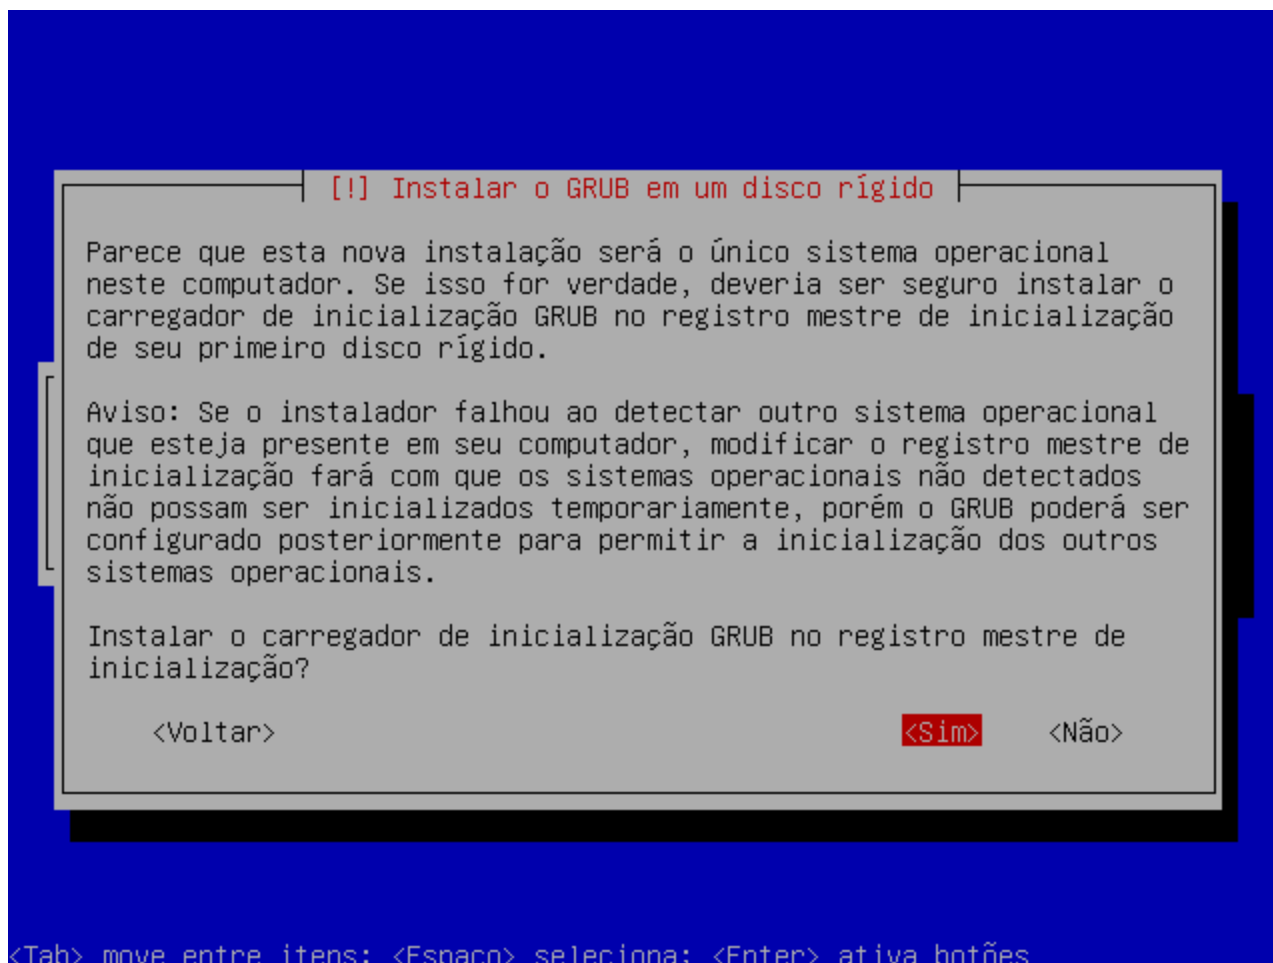 [!] Instalar o GRUB em um disco rígido
Parece que esta nova instalação será o único sistema operacional
neste computador. Se isso for verdade, deveria ser seguro instalar o
carregador de inicialização GRUB no registro mestre de inicialização
de seu primeiro disco rígido.
Aviso: Se o instalador falhou ao detectar outro sistema operacional
que esteja presente em seu computador, modificar o registro mestre de
inicialização fará com que os sistemas operacionais não detectados
não possam ser inicializados temporariamente, porém o GRUB poderá ser
configurado posteriormente para permitir a inicialização dos outros
sistemas operacionais.
Instalar o carregador de inicialização GRUB no registro mestre de
inicialização?
<Voltar> <Sim> <Não>
<Tab> move entre itens; <Espaço> seleciona; <Enter> ativa botões